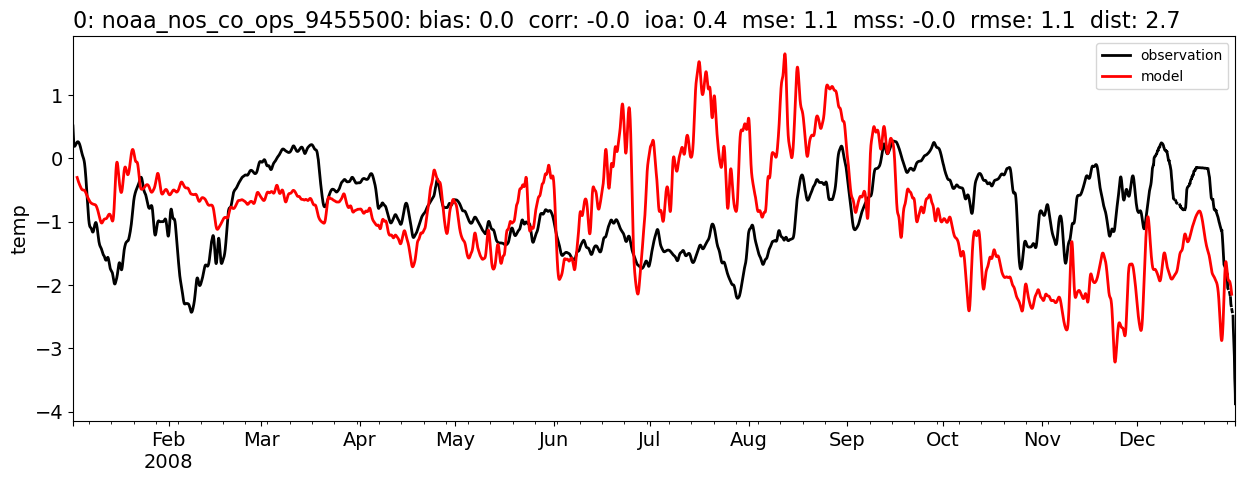 0: noaa_nos_co_ops_9455500: bias: 0.0  corr: -0.0  ioa: 0.4  mse: 1.1  mss: -0.0  rmse: 1.1  dist: 2.7
observation
model
1
0
−1
−2
−3
−4
temp
Feb Mar Apr May Jun Jul Aug Sep Oct Nov Dec
2008